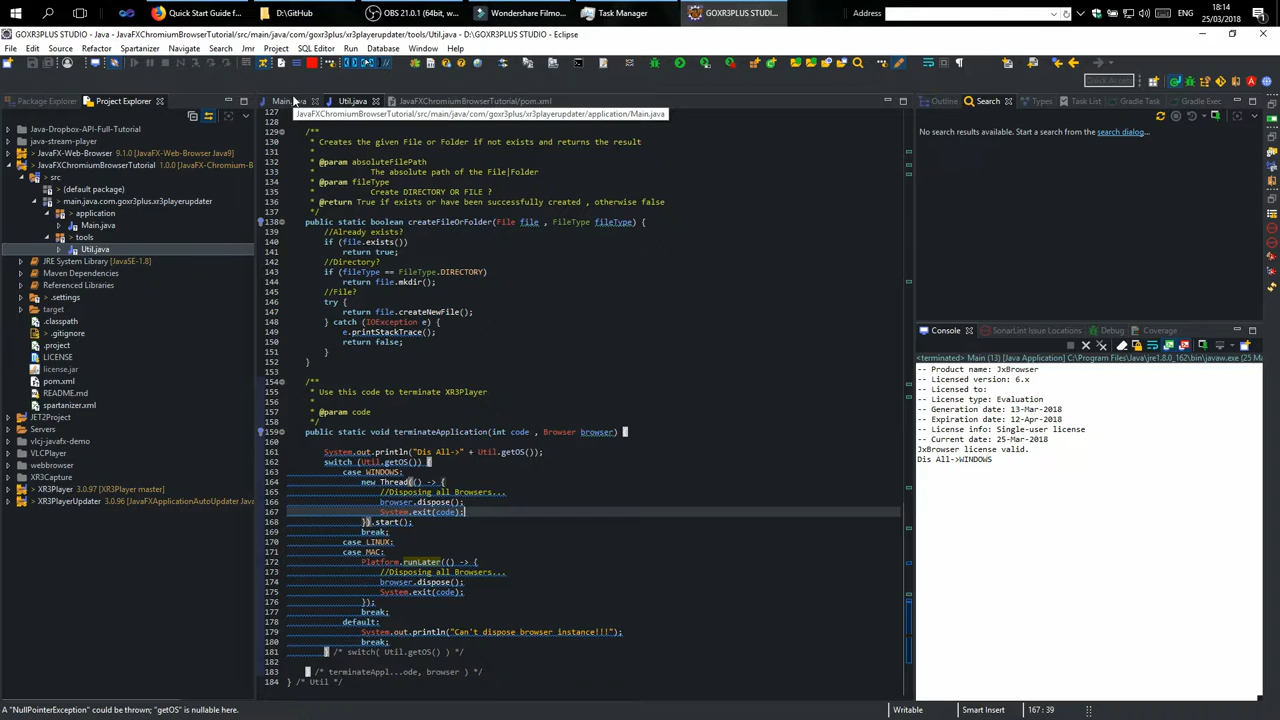 Quick Start Guide f...
D:\GitHub
OBS 21.0.1 (64bit, w...
Wondershare Filmo...
Task Manager
GOXR3PLUS STUDI...
Address
ENG
18:14
25/03/2018
GOXR3PLUS STUDIO - Java - JavaFXChromiumBrowserTutorial/src/main/java/com/goxr3plus/xr3playerupdater/tools/Util.java - D:\GOXR3PLUS STUDIO - Eclipse
File Edit Source Refactor Spartanizer Navigate Search Jmr Project SQL Editor Run Database Window Help
Quick Access
Package Explorer
Project Explorer
Main.java
Util.java
JavaFXChromiumBrowserTutorial/pom.xml
Outline
Search
Types
Task List
Gradle Task
Gradle Exec
JavaFXChromiumBrowserTutorial/src/main/java/com/goxr3plus/xr3playerupdater/application/Main.java
Java-Dropbox-API-Full-Tutorial
java-stream-player
JavaFX-Web-Browser 9.1.0 (JavaFX-Web-Browser Java9)
JavaFXChromiumBrowserTutorial 1.0.0 (JavaFX-Chromium-B
> src
(default package)
> main.java.com.goxr3plus.xr3playerupdater
> application
> Main.java
> tools
Util.java
JRE System Library [JavaSE-1.8]
Maven Dependencies
Referenced Libraries
> .settings
target
.classpath
> .gitignore
.project
LICENSE
license.jar
pom.xml
README.md
spartanizer.xml
JET2Project
Servers
vlcj-javafx-demo
VLCPlayer
webbrowser
XR3Capture
XR3Player 3.0.97 [XR3Player master]
XR3PlayerUpdater 3.0.96 (JavaFXApplicationAutoUpdater Jav
127
128
129 /**
130 * Creates the given File or Folder if not exists and returns the result
131 *
132 * @param absoluteFilePath
133 The absolute path of the File|Folder
134 * @param fileType
135 Create DIRECTORY OR FILE ?
136 * @return True if exists or have been successfully created , otherwise false
137 */
138 public static boolean createFileOrFolder(File file , FileType fileType) {
139 //Already exists?
140 if (file.exists())
141 return true;
142 //Directory?
143 if (fileType == FileType.DIRECTORY)
144 return file.mkdir();
145 //File?
146 try {
147 return file.createNewFile();
148 } catch (IOException e) {
149 e.printStackTrace();
150 return false;
151 }
152 }
153
154 /**
155 * Use this code to terminate XR3Player
156 *
157 * @param code
158 */
159 public static void terminateApplication(int code , Browser browser) {
160
161 System.out.println("Dis All->" + Util.getOS());
162 switch (Util.getOS()) {
163 case WINDOWS:
164 new Thread(() -> {
165 //Disposing all Browsers...
166 browser.dispose();
167 System.exit(code);
168 }).start();
169 break;
170 case LINUX:
171 case MAC:
172 Platform.runLater(() -> {
173 //Disposing all Browsers...
174 browser.dispose();
175 System.exit(code);
176 });
177 break;
178 default:
179 System.out.println("Can't dispose browser instance!!!");
180 break;
181 } /* switch( Util.getOS() ) */
182
183 } /* terminateAppl...ode, browser ) */
184 } /* Util */
No search results available. Start a search from the search dialog...
Console
SonarLint Issue Locations
Debug
Coverage
<terminated> Main (13) [Java Application] C:\Program Files\Java\jre1.8.0_162\bin\javaw.exe (25 Ma
-- Product name: JxBrowser
-- Licensed version: 6.x
-- Licensed to:
-- License type: Evaluation
-- Generation date: 13-Mar-2018
-- Expiration date: 12-Apr-2018
-- License info: Single-user license
-- Current date: 25-Mar-2018
JxBrowser license valid.
Dis All->WINDOWS
A "NullPointerException" could be thrown; "getOS" is nullable here.
Writable
Smart Insert
167 : 39